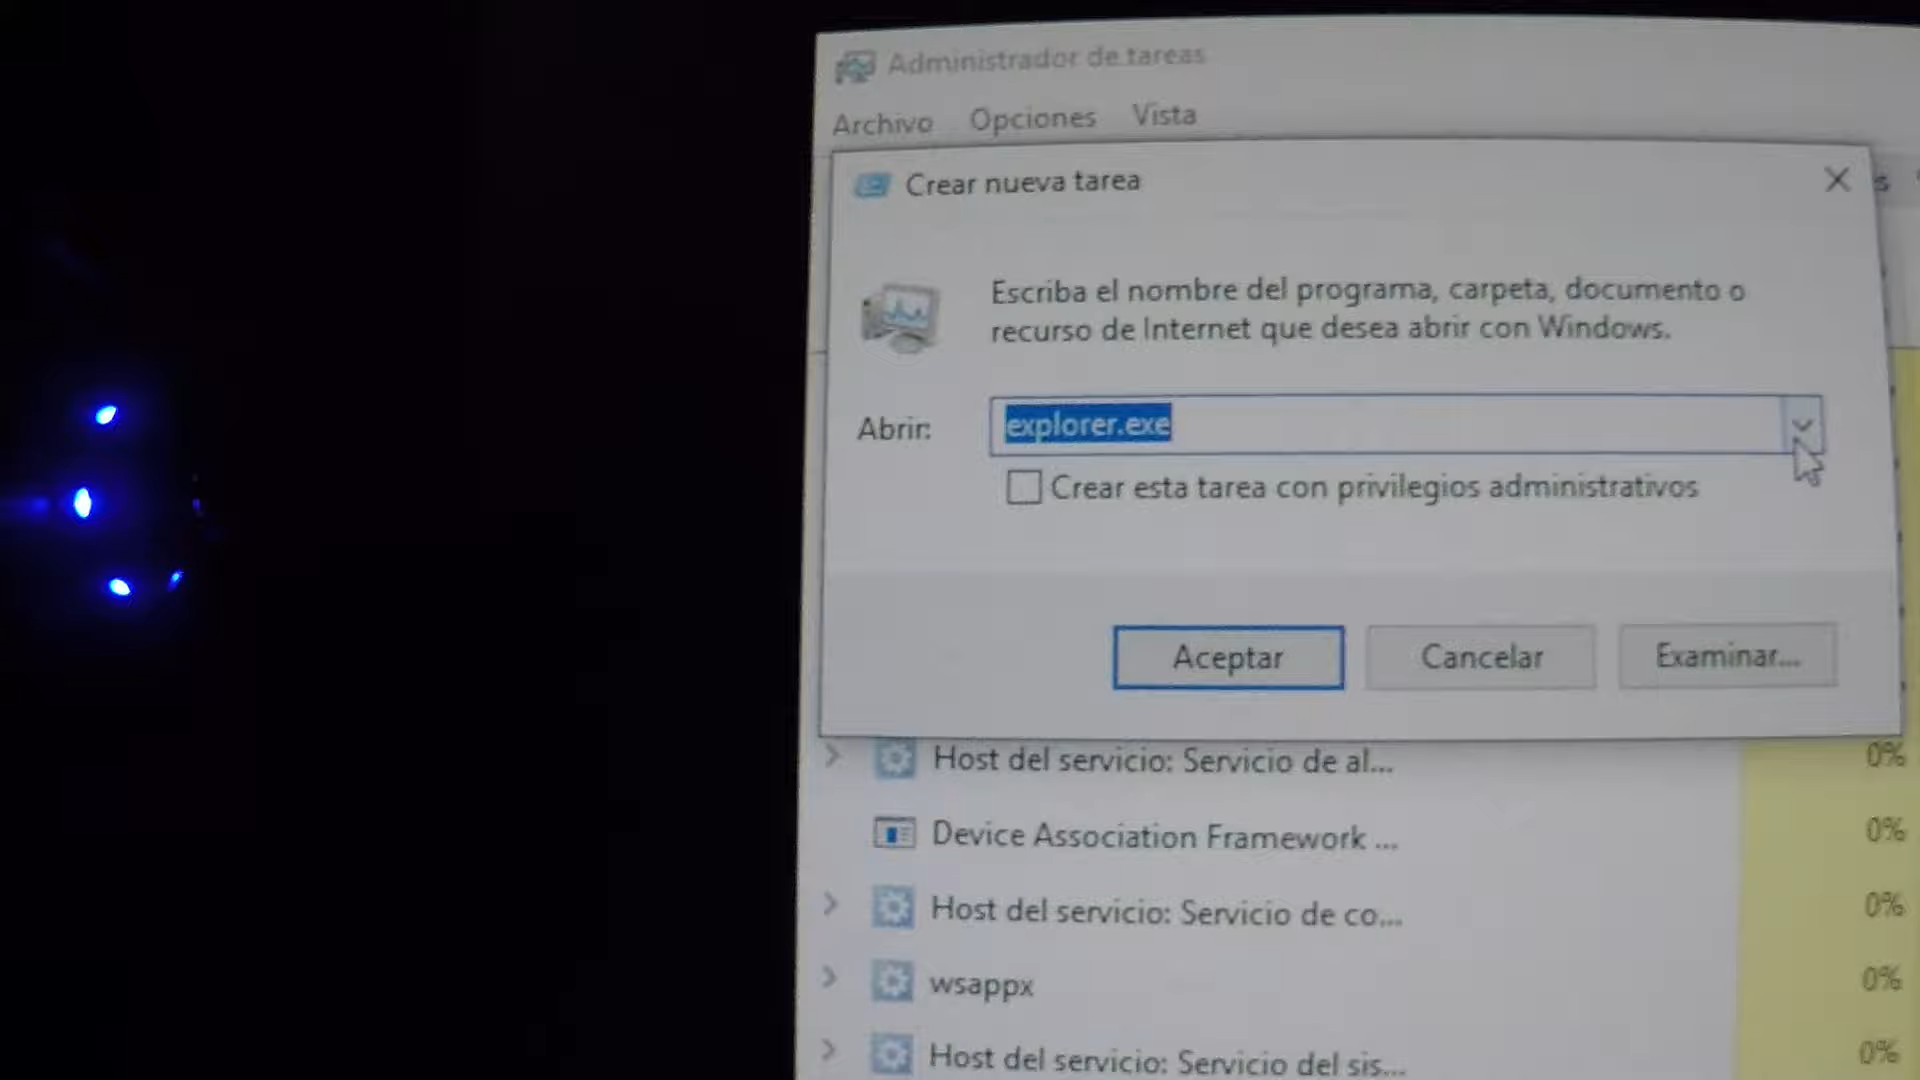 Administrador de tareas
Archivo Opciones Vista
Crear nueva tarea
Escriba el nombre del programa, carpeta, documento o
recurso de Internet que desea abrir con Windows.
Abrir: explorer.exe
Crear esta tarea con privilegios administrativos
Aceptar Cancelar Examinar...
Host del servicio: Servicio de al... 0%
Device Association Framework ... 0%
Host del servicio: Servicio de co... 0%
wsappx 0%
Host del servicio: Servicio del sis... 0%